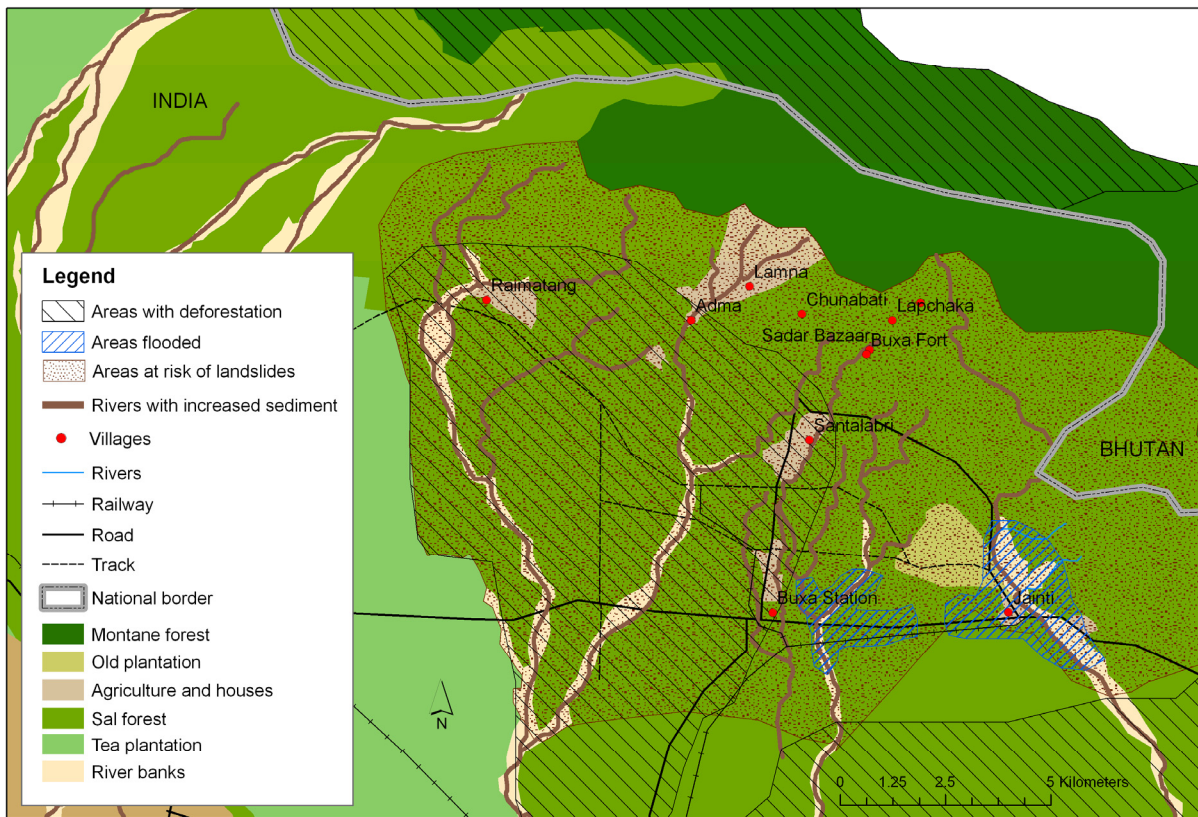 INDIA
Legend
Areas with deforestation
Areas flooded
Areas at risk of landslides
Rivers with increased sediment
Villages
Rivers
Railway
Road
Track
National border
Montane forest
Old plantation
Agriculture and houses
Sal forest
Tea plantation
River banks
Raimatang
Lamna
Adma
Chunabati
Lapchaka
Sadar Bazaar
Buxa Fort
Santalabri
BHUTAN
Buxa Station
Jainti
N
0 1.25 2.5 5 Kilometers